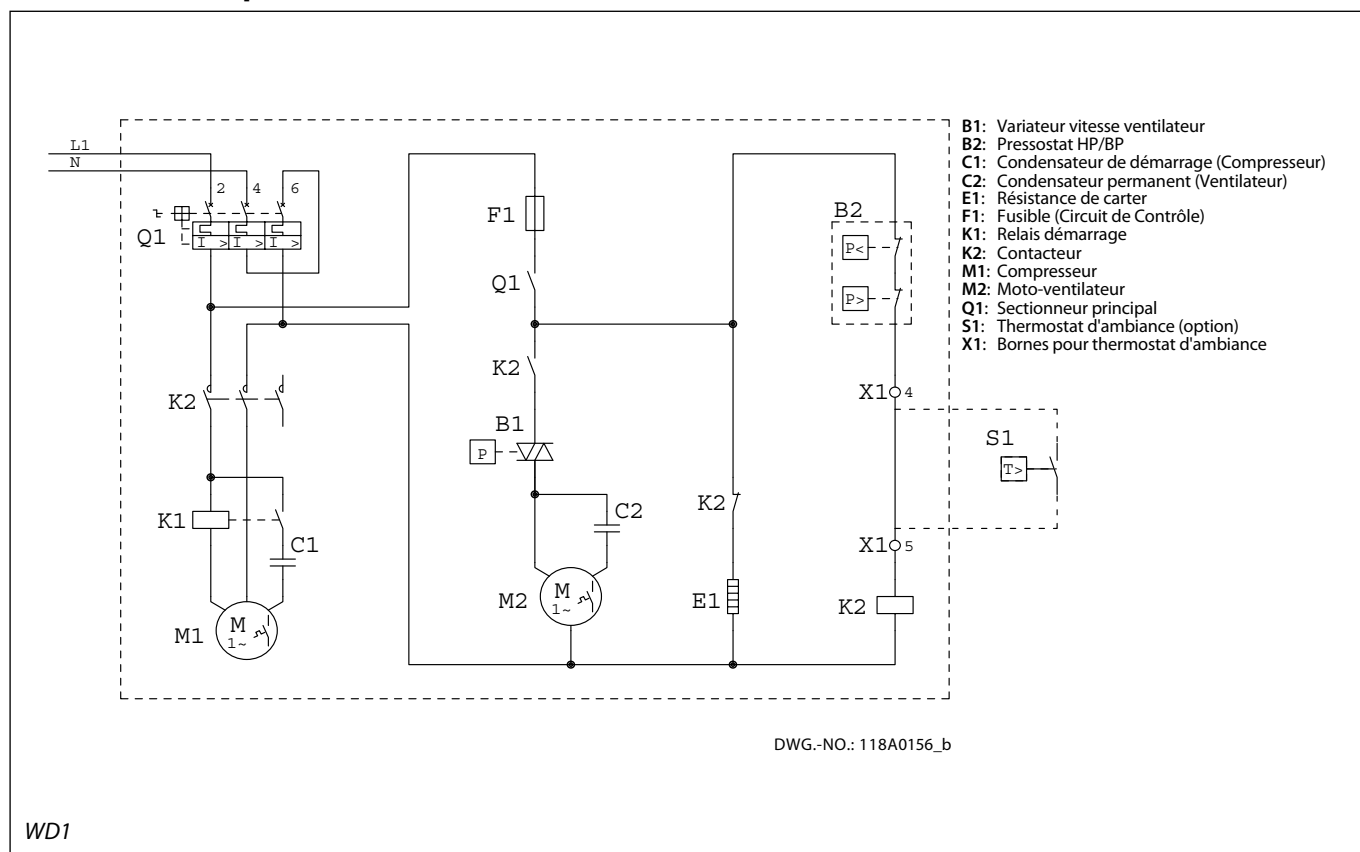 L1
N
2 4 6
Q1
I > I > I >
K2
K1
C1
M1
M
1~
F1
Q1
K2
B1
P
C2
M2
M
1~
K2
E1
B2
P<
P>
X1 4
S1
T>
X1 5
K2
B1: Variateur vitesse ventilateur
B2: Pressostat HP/BP
C1: Condensateur de démarrage (Compresseur)
C2: Condensateur permanent (Ventilateur)
E1: Résistance de carter
F1: Fusible (Circuit de Contrôle)
K1: Relais démarrage
K2: Contacteur
M1: Compresseur
M2: Moto-ventilateur
Q1: Sectionneur principal
S1: Thermostat d'ambiance (option)
X1: Bornes pour thermostat d'ambiance
DWG.-NO.: 118A0156_b
WD1